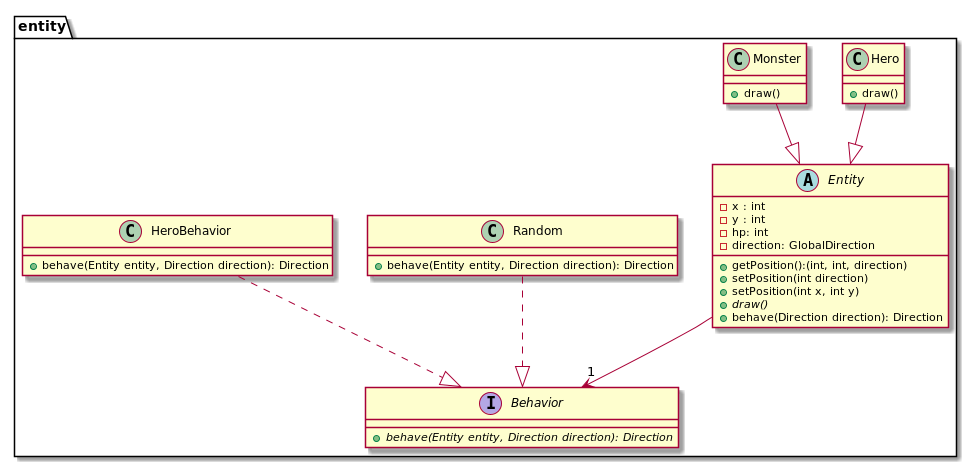 entity
C Monster
draw()
C Hero
draw()
A Entity
x : int
y : int
hp: int
direction: GlobalDirection
getPosition():(int, int, direction)
setPosition(int direction)
setPosition(int x, int y)
draw()
behave(Direction direction): Direction
C HeroBehavior
behave(Entity entity, Direction direction): Direction
C Random
behave(Entity entity, Direction direction): Direction
1
I Behavior
behave(Entity entity, Direction direction): Direction